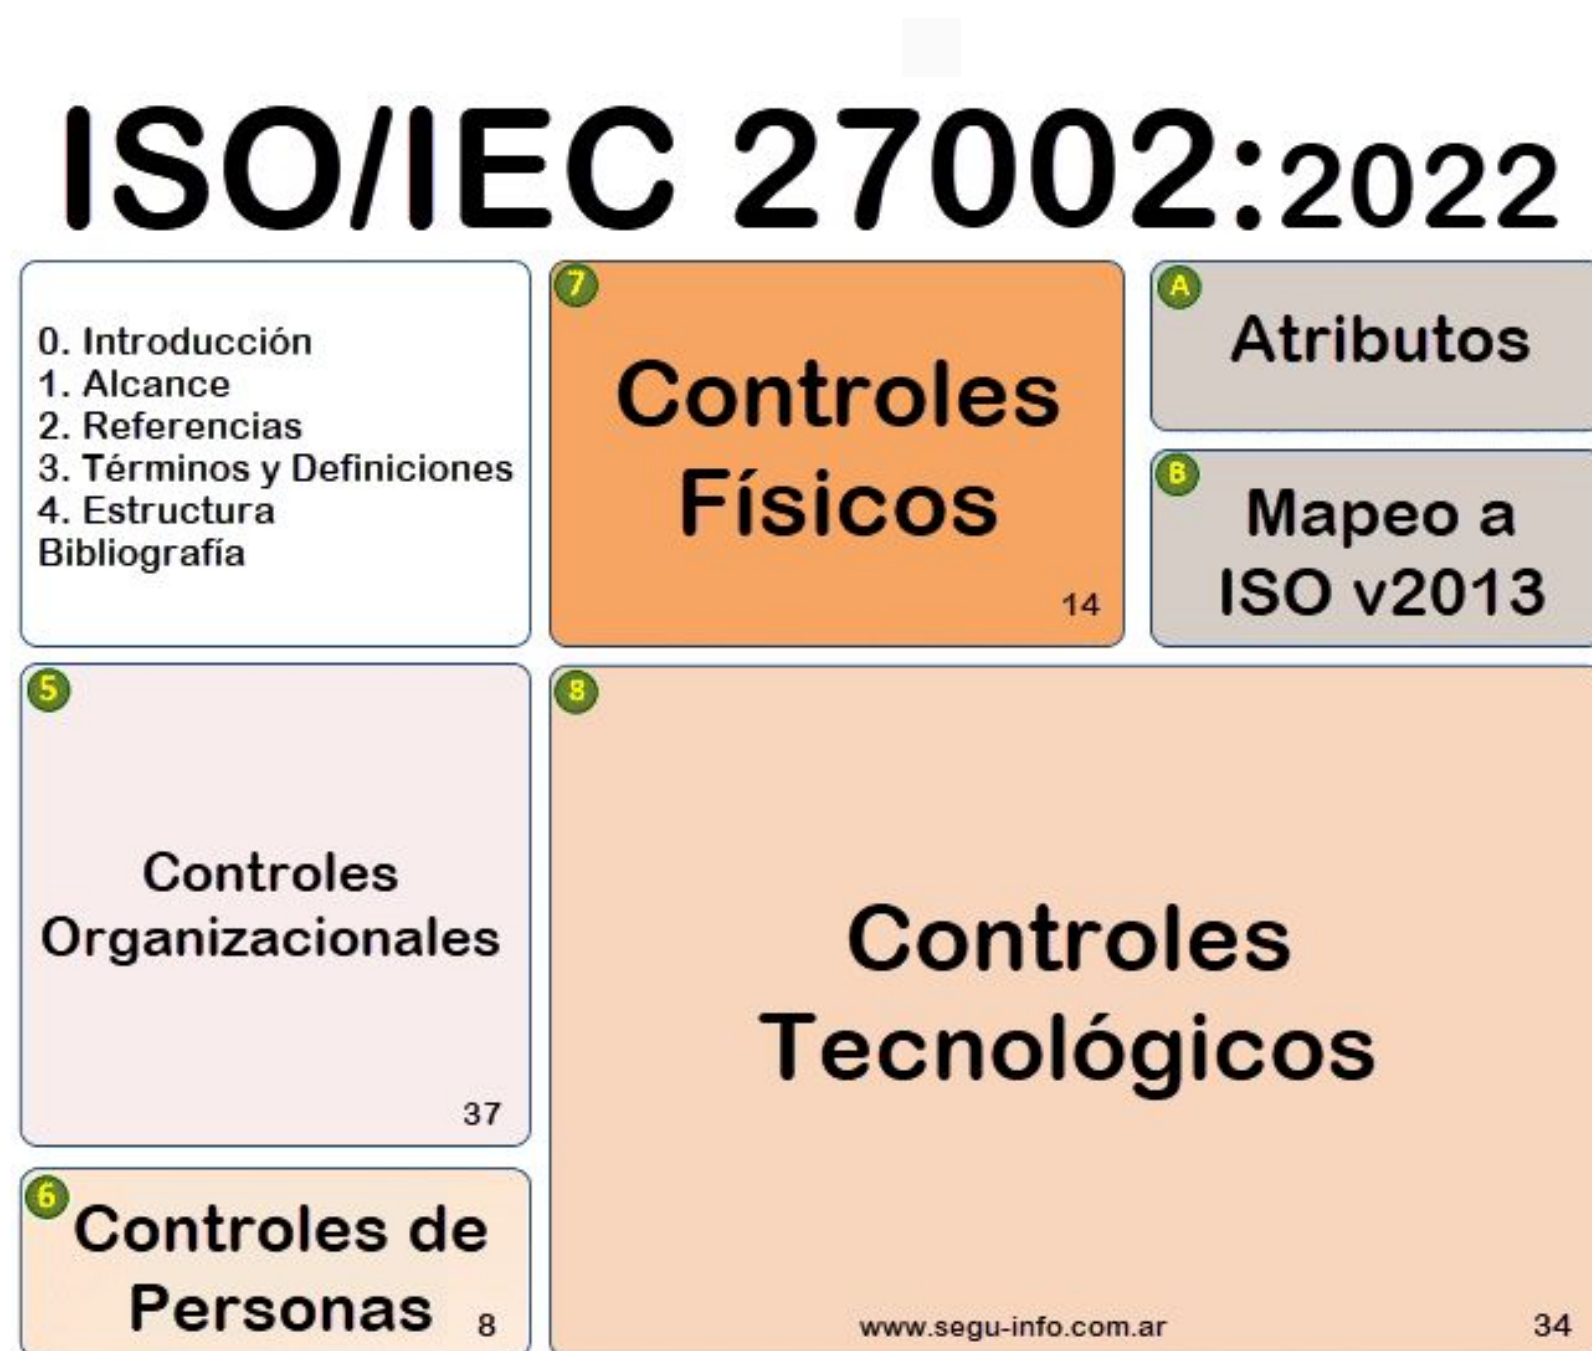 ISO/IEC 27002:2022
0. Introducción
1. Alcance
2. Referencias
3. Términos y Definiciones
4. Estructura
Bibliografía
7
Controles
Físicos
14
A
Atributos
B
Mapeo a
ISO v2013
5
Controles
Organizacionales
37
6
Controles de
Personas
8
8
Controles
Tecnológicos
www.segu-info.com.ar
34